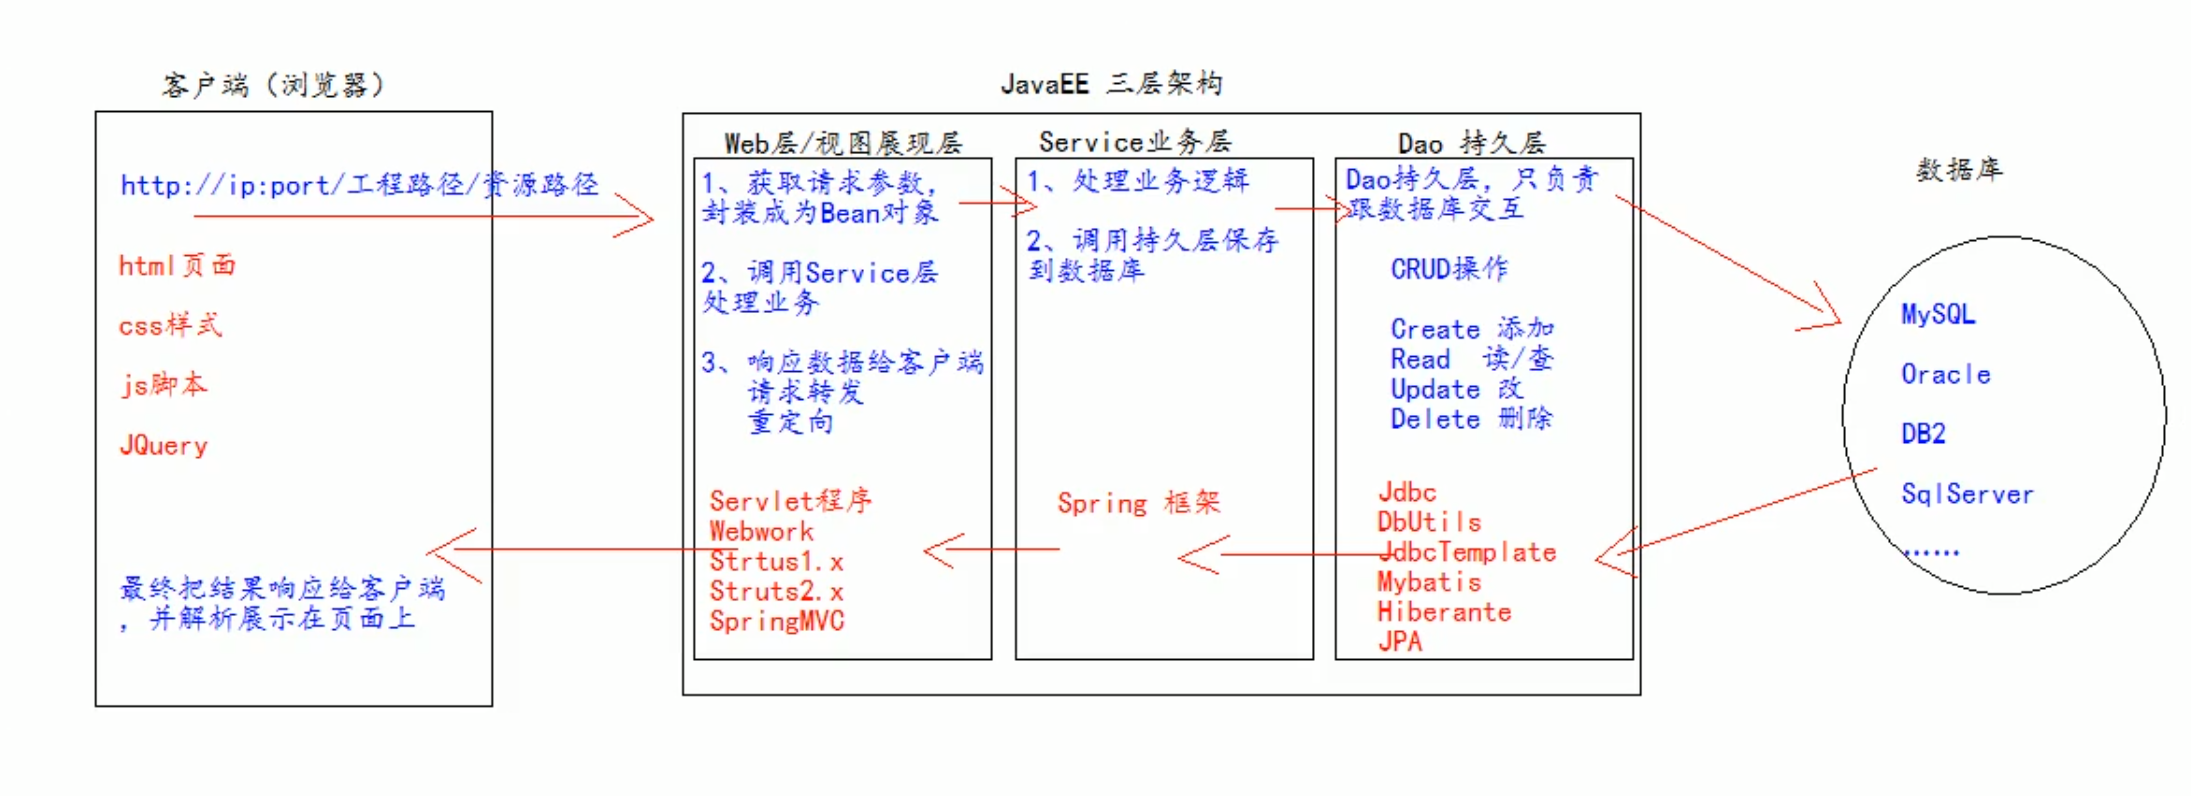 客户端（浏览器）
http://ip:port/工程路径/资源路径
html页面
css样式
js脚本
JQuery
最终把结果响应给客户端
，并解析展示在页面上
JavaEE 三层架构
Web层/视图展现层
1、获取请求参数，
封装成为Bean对象
2、调用Service层
处理业务
3、响应数据给客户端
请求转发
重定向
Servlet程序
Webwork
Strtus1.x
Struts2.x
SpringMVC
Service业务层
1、处理业务逻辑
2、调用持久层保存
到数据库
Spring 框架
Dao 持久层
Dao持久层，只负责
跟数据库交互
CRUD操作
Create 添加
Read 读/查
Update 改
Delete 删除
Jdbc
DbUtils
JdbcTemplate
Mybatis
Hiberante
JPA
数据库
MySQL
Oracle
DB2
SqlServer
......